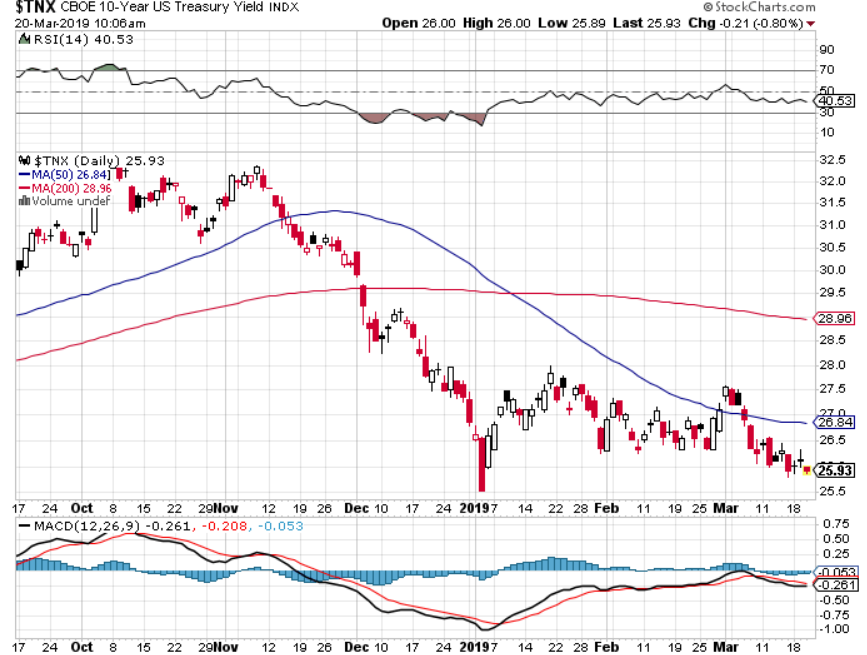 $TNX CBOE 10-Year US Treasury Yield INDX
© StockCharts.com
20-Mar-2019 10:06am
Open 26.00 High 26.00 Low 25.89 Last 25.93 Chg -0.21 (-0.80%)
RSI(14) 40.53
90
70
50
40.53
30
10
$TNX (Daily) 25.93
MA(50) 26.84
MA(200) 28.96
Volume undef
32.5
32.0
31.5
31.0
30.5
30.0
29.5
28.96
28.5
28.0
27.5
27.0
26.84
26.5
25.93
25.5
17 24 Oct 8 15 22 29 Nov 12 19 26 Dec 10 17 24 2019 7 14 22 28 Feb 11 19 25 Mar 11 18
MACD(12,26,9) -0.261, -0.208, -0.053
0.75
0.50
0.25
-0.053
-0.261
-0.50
-0.75
-1.00
17 24 Oct 8 15 22 29 Nov 12 19 26 Dec 10 17 24 2019 7 14 22 28 Feb 11 19 25 Mar 11 18